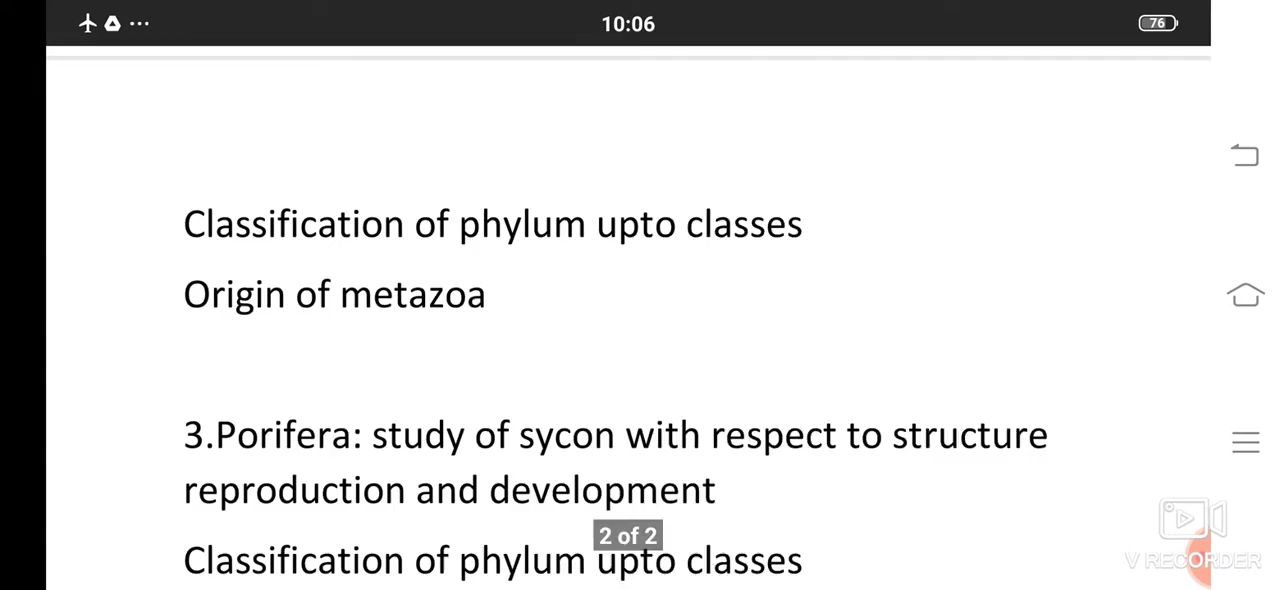 10:06
76
Classification of phylum upto classes
Origin of metazoa
3.Porifera: study of sycon with respect to structure
reproduction and development
2 of 2
Classification of phylum upto classes
V RECORDER